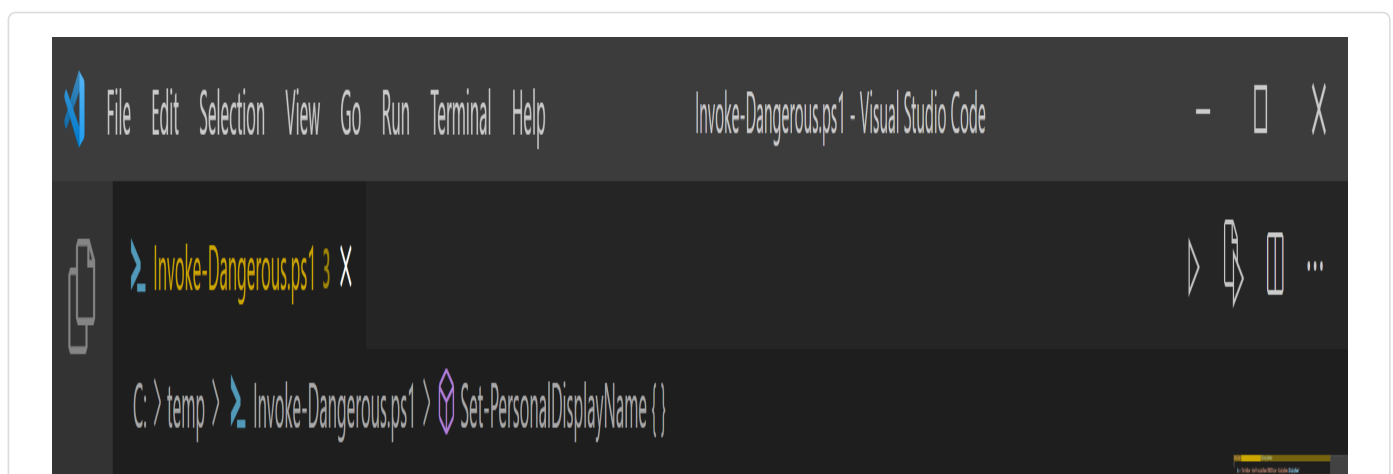 File Edit Selection View Go Run Terminal Help Invoke-Dangerous.ps1 - Visual Studio Code
Invoke-Dangerous.ps1 3
C: > temp > Invoke-Dangerous.ps1 > Set-PersonalDisplayName { }